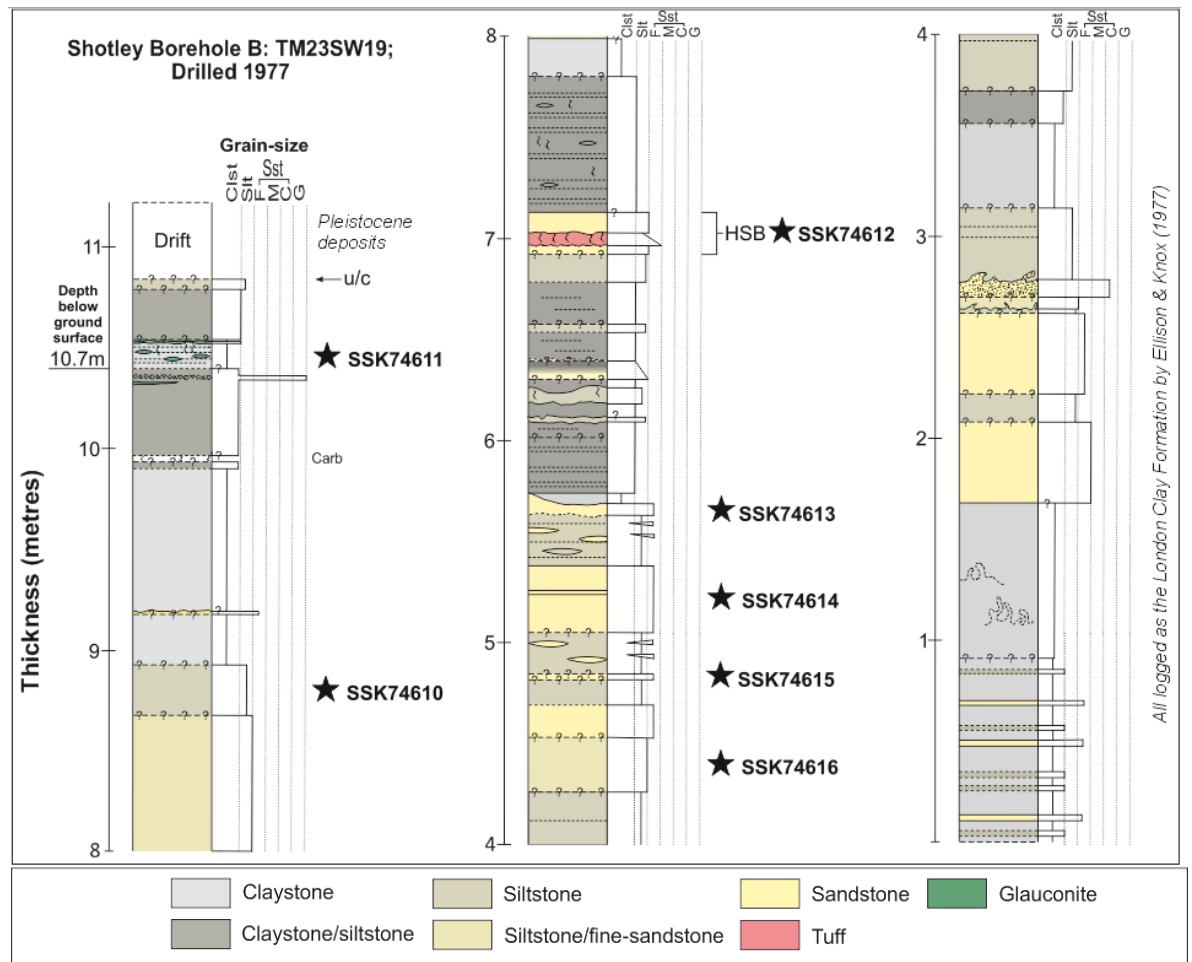 Shotley Borehole B: TM23SW19;
Drilled 1977
Grain-size
Sst
Clst
Slt
F
M
C
G
11
Drift
Pleistocene
deposits
u/c
Depth
below
ground
surface
10.7m
SSK74611
10
Carb
9
SSK74610
8
Thickness (metres)
Sst
Clst
Slt
F
M
C
G
8
7
HSB
SSK74612
6
SSK74613
SSK74614
5
SSK74615
SSK74616
4
Sst
Clst
Slt
F
M
C
G
4
3
2
1
All logged as the London Clay Formation by Ellison & Knox (1977)
Claystone
Siltstone
Sandstone
Glauconite
Claystone/siltstone
Siltstone/fine-sandstone
Tuff